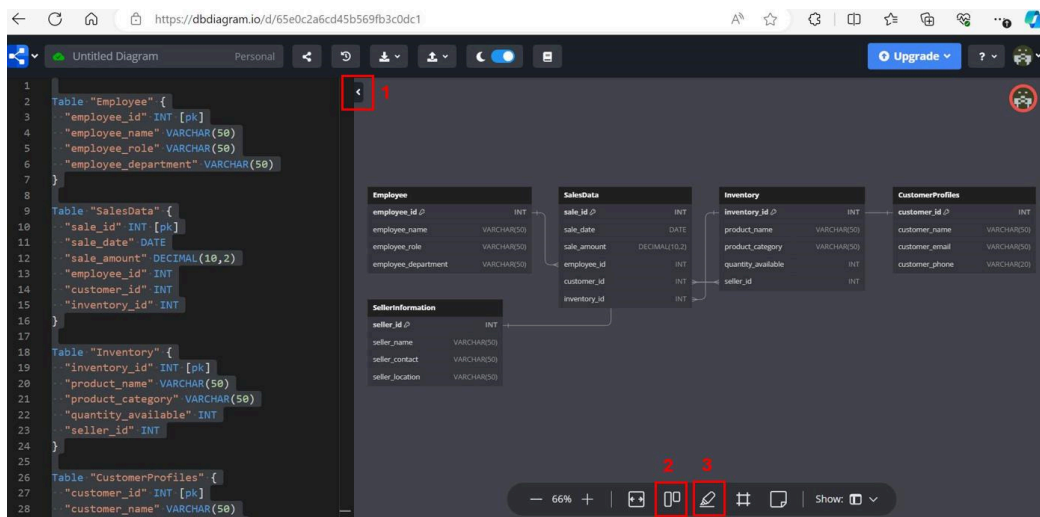 https://dbdiagram.io/d/65e0c2a6cd45b569fb3c0dc1
Untitled Diagram Personal Upgrade ?
1
2 Table "Employee" {
3 "employee_id" INT [pk]
4 "employee_name" VARCHAR(50)
5 "employee_role" VARCHAR(50)
6 "employee_department" VARCHAR(50)
7 }
8
9 Table "SalesData" {
10 "sale_id" INT [pk]
11 "sale_date" DATE
12 "sale_amount" DECIMAL(10,2)
13 "employee_id" INT
14 "customer_id" INT
15 "inventory_id" INT
16 }
17
18 Table "Inventory" {
19 "inventory_id" INT [pk]
20 "product_name" VARCHAR(50)
21 "product_category" VARCHAR(50)
22 "quantity_available" INT
23 "seller_id" INT
24 }
25
26 Table "CustomerProfiles" {
27 "customer_id" INT [pk]
28 "customer_name" VARCHAR(50)
1
Employee
employee_id INT
employee_name VARCHAR(50)
employee_role VARCHAR(50)
employee_department VARCHAR(50)
SalesData
sale_id INT
sale_date DATE
sale_amount DECIMAL(10,2)
employee_id INT
customer_id INT
inventory_id INT
Inventory
inventory_id INT
product_name VARCHAR(50)
product_category VARCHAR(50)
quantity_available INT
seller_id INT
CustomerProfiles
customer_id INT
customer_name VARCHAR(50)
customer_email VARCHAR(50)
customer_phone VARCHAR(20)
SellerInformation
seller_id INT
seller_name VARCHAR(50)
seller_contact VARCHAR(50)
seller_location VARCHAR(50)
2 3
66% Show: